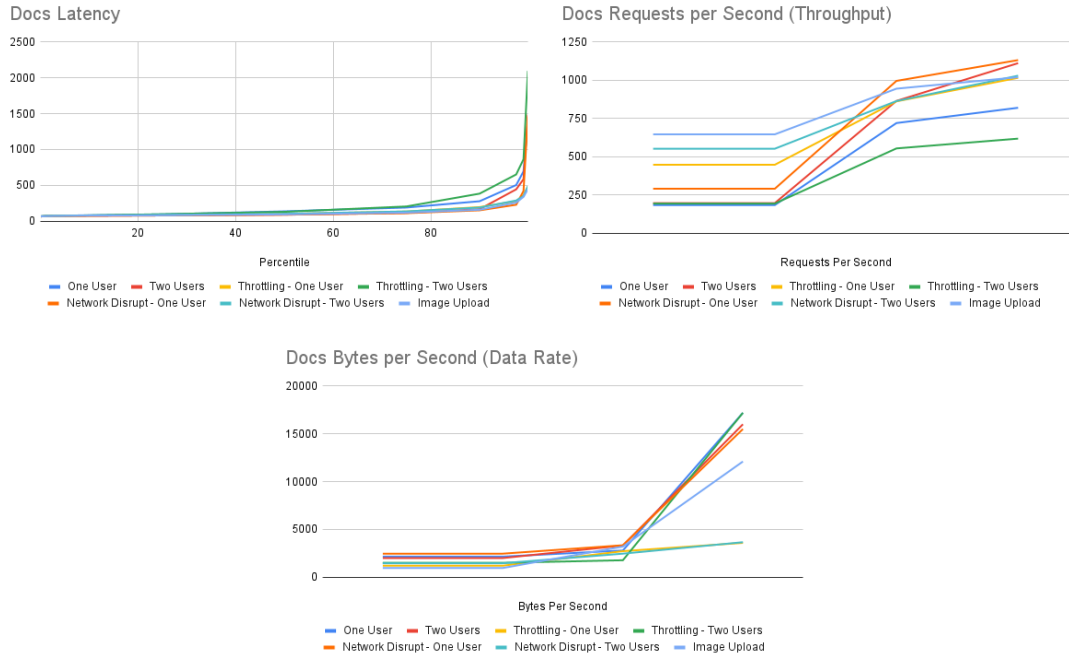 Docs Latency
2500
2000
1500
1000
500
0
20
40
60
80
Percentile
One User
Two Users
Throttling - One User
Throttling - Two Users
Network Disrupt - One User
Network Disrupt - Two Users
Image Upload
Docs Requests per Second (Throughput)
1250
1000
750
500
250
0
Requests Per Second
One User
Two Users
Throttling - One User
Throttling - Two Users
Network Disrupt - One User
Network Disrupt - Two Users
Image Upload
Docs Bytes per Second (Data Rate)
20000
15000
10000
5000
0
Bytes Per Second
One User
Two Users
Throttling - One User
Throttling - Two Users
Network Disrupt - One User
Network Disrupt - Two Users
Image Upload